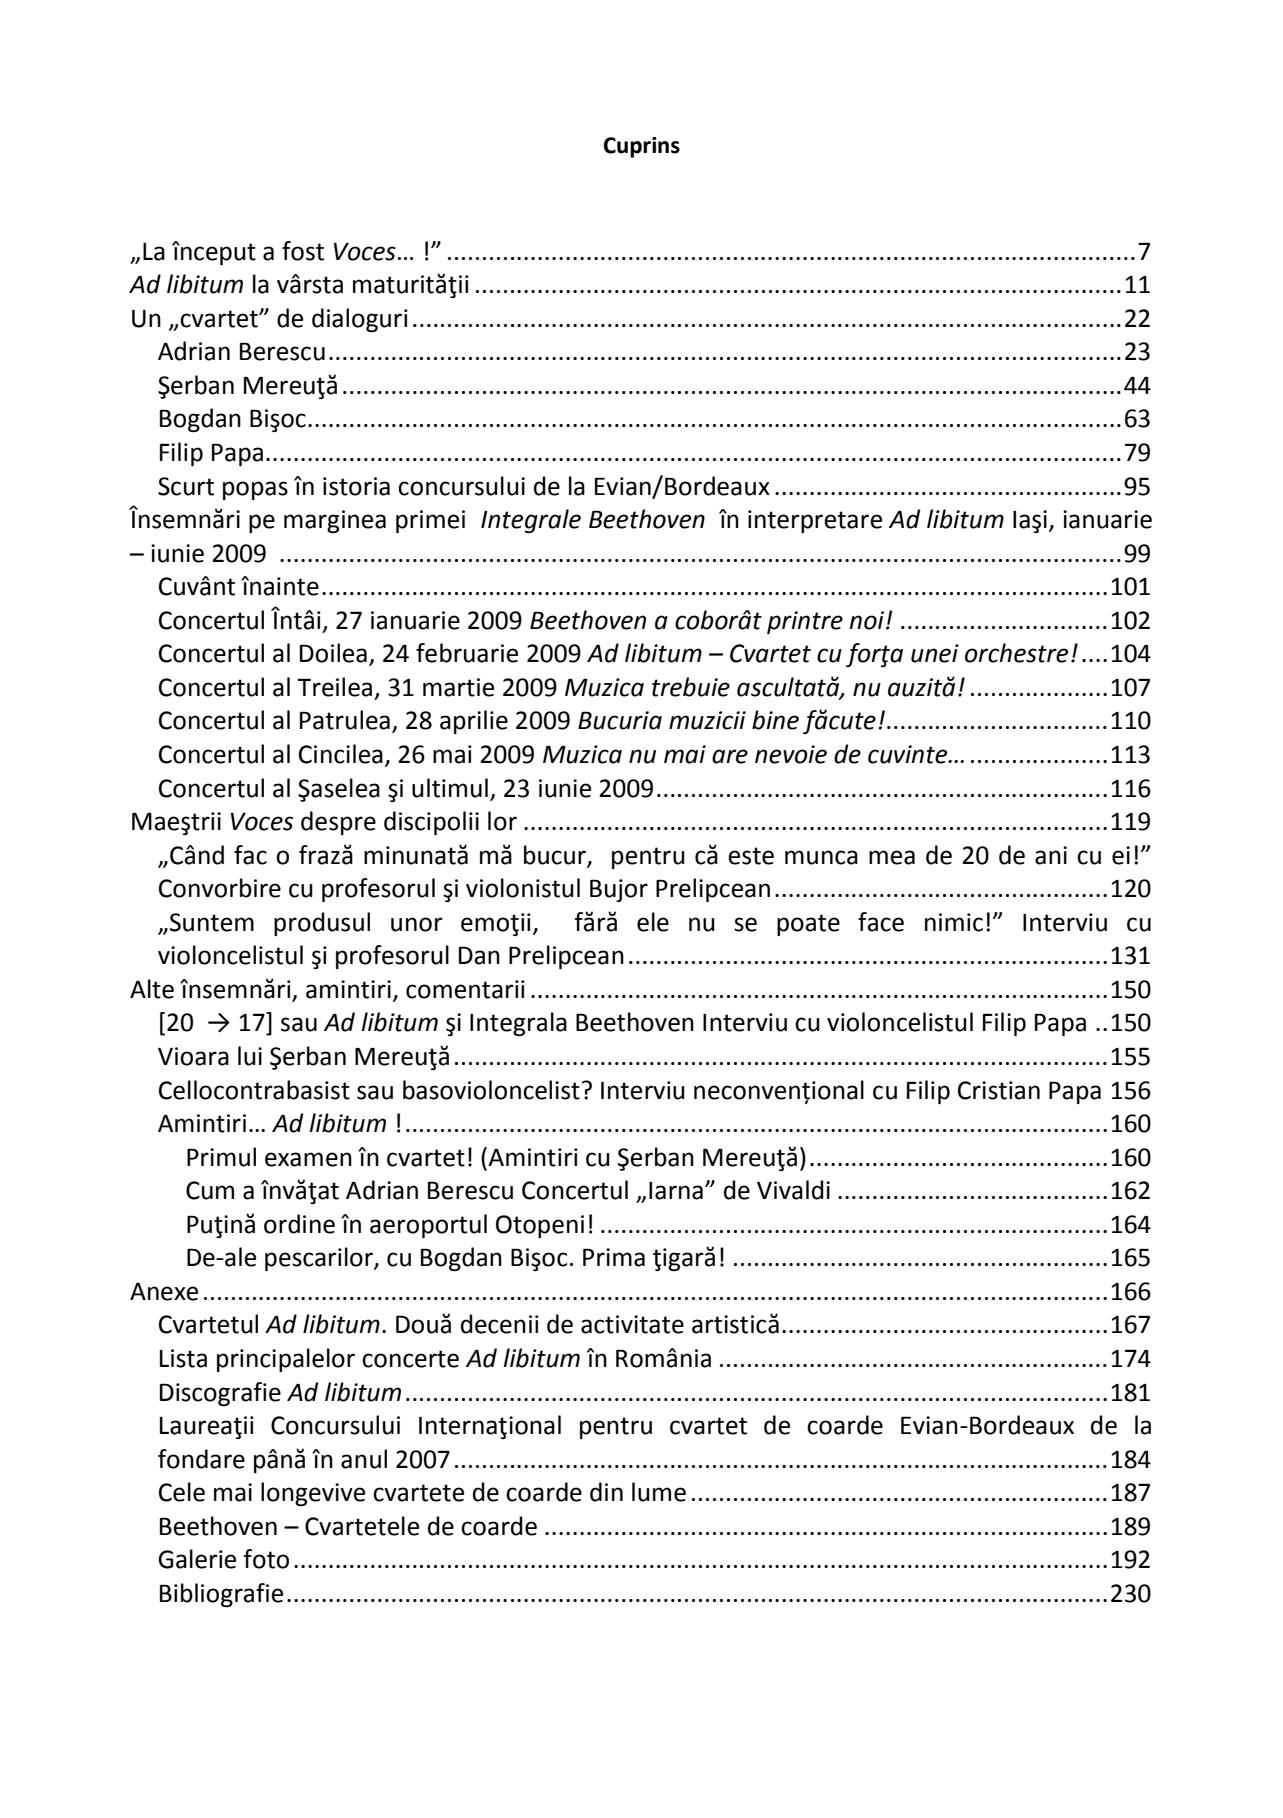 Cuprins
„La început a fost Voces… !” ........ 7
Ad libitum la vârsta maturităţii ........ 11
Un „cvartet” de dialoguri ........ 22
Adrian Berescu ........ 23
Şerban Mereuţă ........ 44
Bogdan Bişoc ........ 63
Filip Papa ........ 79
Scurt popas în istoria concursului de la Evian/Bordeaux ........ 95
Însemnări pe marginea primei Integrale Beethoven în interpretare Ad libitum Iaşi, ianuarie
– iunie 2009 ........ 99
Cuvânt înainte ........ 101
Concertul Întâi, 27 ianuarie 2009 Beethoven a coborât printre noi! ........ 102
Concertul al Doilea, 24 februarie 2009 Ad libitum – Cvartet cu forţa unei orchestre! .... 104
Concertul al Treilea, 31 martie 2009 Muzica trebuie ascultată, nu auzită! ........ 107
Concertul al Patrulea, 28 aprilie 2009 Bucuria muzicii bine făcute! ........ 110
Concertul al Cincilea, 26 mai 2009 Muzica nu mai are nevoie de cuvinte… ........ 113
Concertul al Şaselea şi ultimul, 23 iunie 2009 ........ 116
Maeştrii Voces despre discipolii lor ........ 119
„Când fac o frază minunată mă bucur, pentru că este munca mea de 20 de ani cu ei!”
Convorbire cu profesorul şi violonistul Bujor Prelipcean ........ 120
„Suntem produsul unor emoţii, fără ele nu se poate face nimic!” Interviu cu
violoncelistul şi profesorul Dan Prelipcean ........ 131
Alte însemnări, amintiri, comentarii ........ 150
[20 → 17] sau Ad libitum şi Integrala Beethoven Interviu cu violoncelistul Filip Papa .. 150
Vioara lui Şerban Mereuţă ........ 155
Cellocontrabasist sau basovioloncelist? Interviu neconvențional cu Filip Cristian Papa 156
Amintiri… Ad libitum ! ........ 160
Primul examen în cvartet! (Amintiri cu Şerban Mereuţă) ........ 160
Cum a învăţat Adrian Berescu Concertul „Iarna” de Vivaldi ........ 162
Puţină ordine în aeroportul Otopeni! ........ 164
De-ale pescarilor, cu Bogdan Bişoc. Prima ţigară! ........ 165
Anexe ........ 166
Cvartetul Ad libitum. Două decenii de activitate artistică ........ 167
Lista principalelor concerte Ad libitum în România ........ 174
Discografie Ad libitum ........ 181
Laureaţii Concursului Internaţional pentru cvartet de coarde Evian-Bordeaux de la
fondare până în anul 2007 ........ 184
Cele mai longevive cvartete de coarde din lume ........ 187
Beethoven – Cvartetele de coarde ........ 189
Galerie foto ........ 192
Bibliografie ........ 230